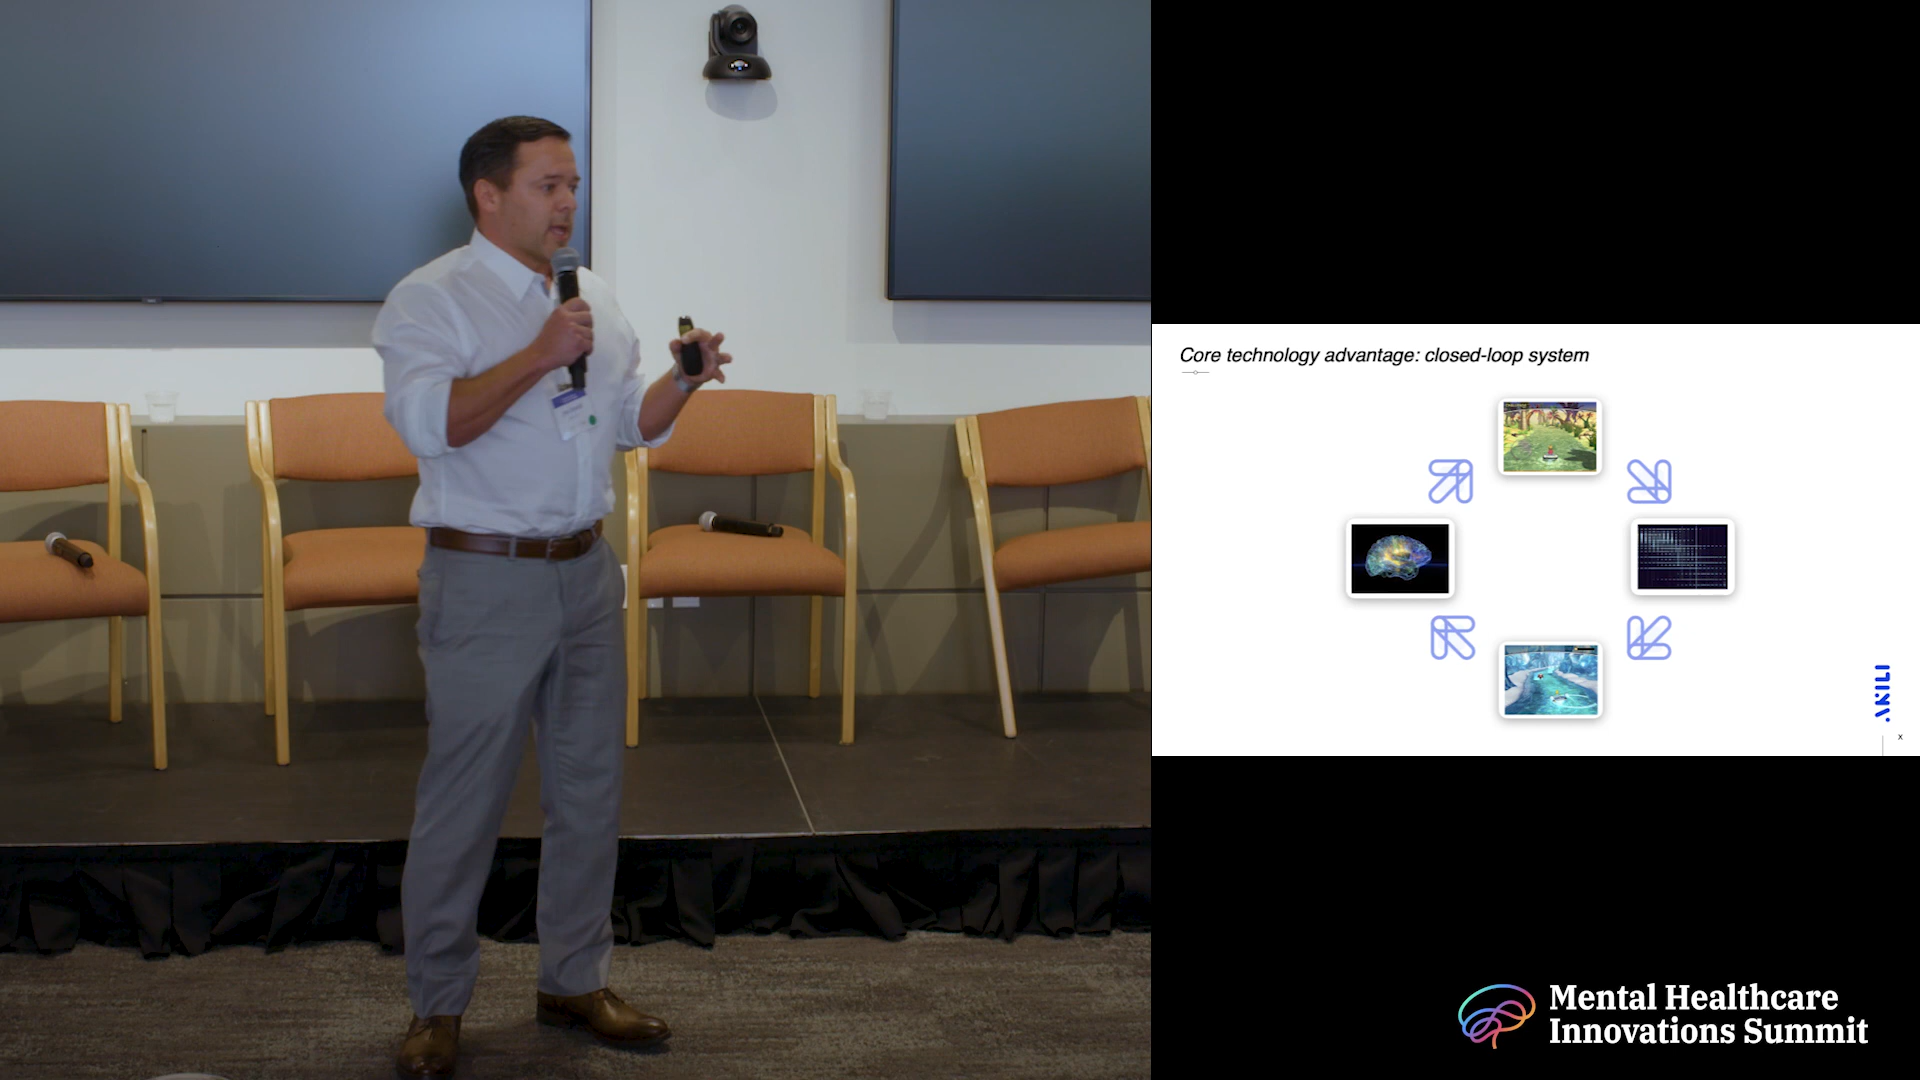 Core technology advantage: closed-loop system
AKILI
x
Mental Healthcare
Innovations Summit